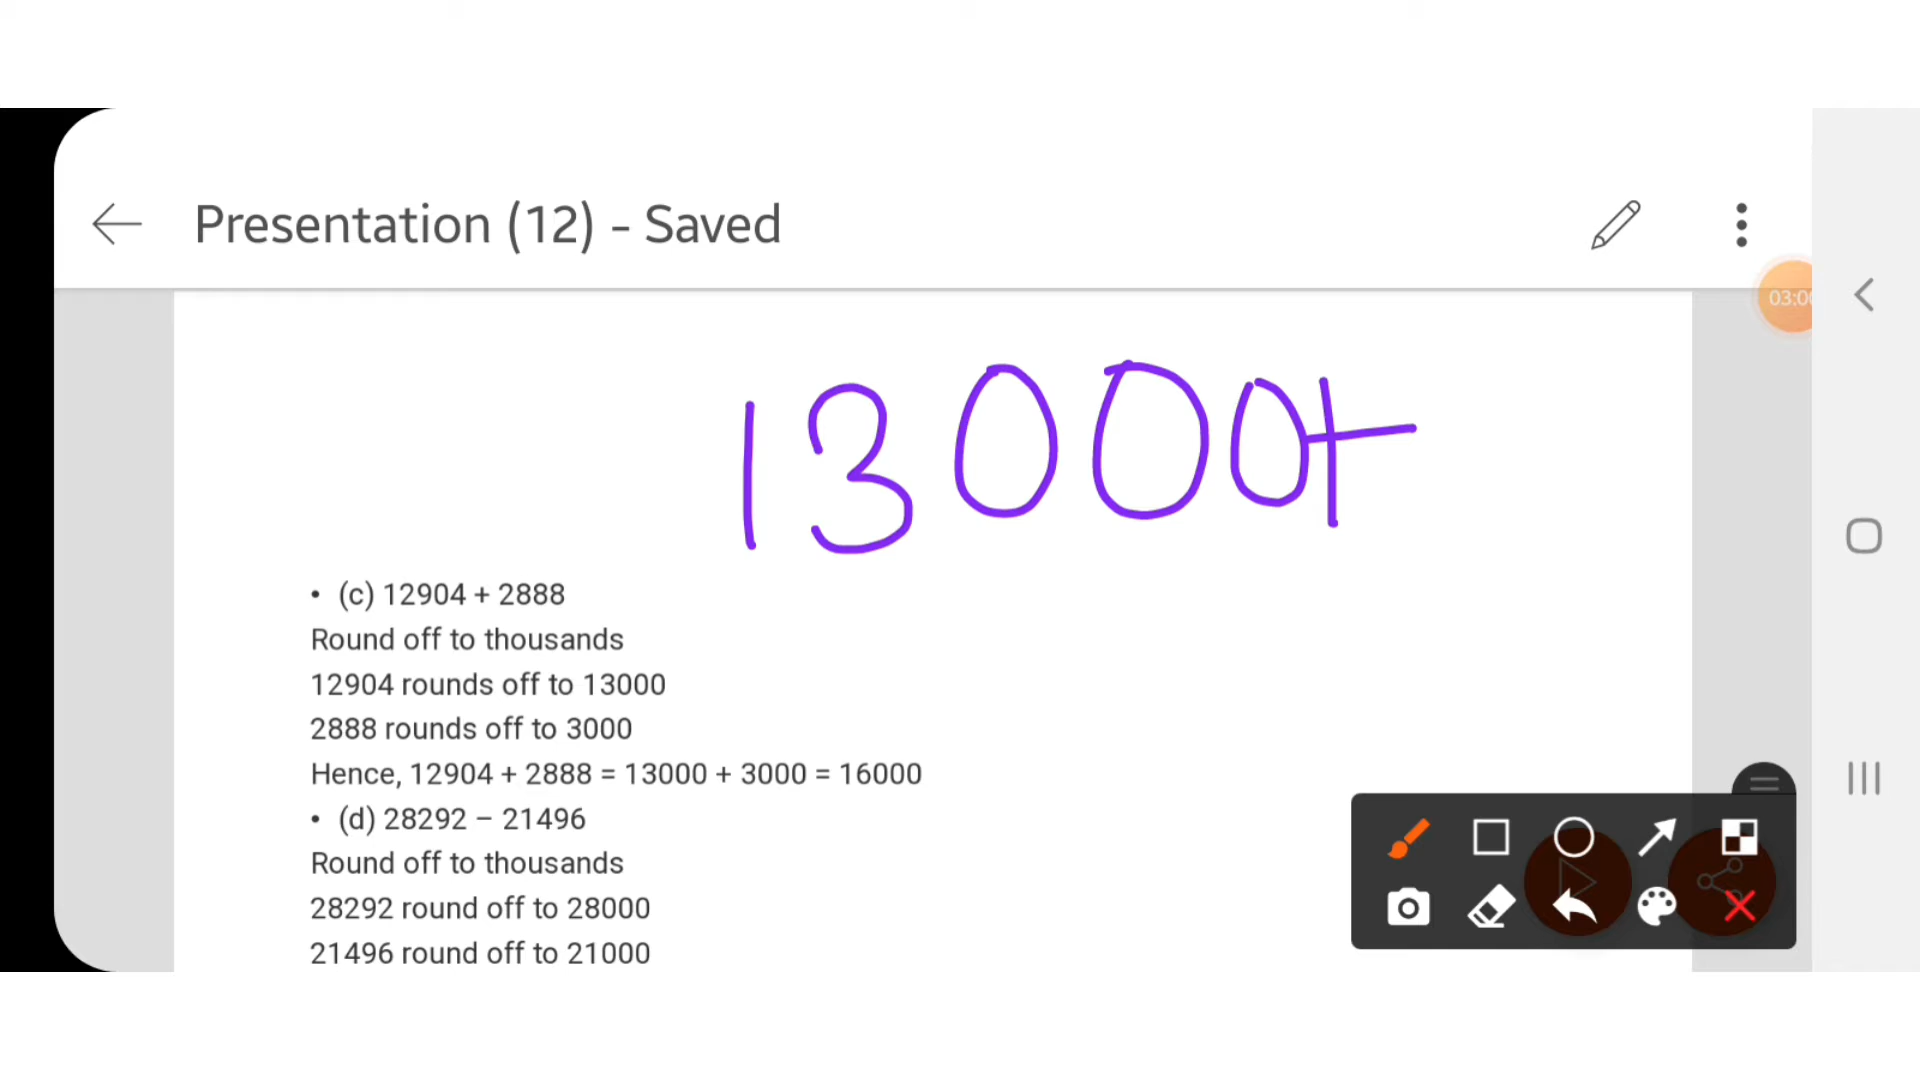 Presentation (12) - Saved
03:00
13000+
• (c) 12904 + 2888
Round off to thousands
12904 rounds off to 13000
2888 rounds off to 3000
Hence, 12904 + 2888 = 13000 + 3000 = 16000
• (d) 28292 – 21496
Round off to thousands
28292 round off to 28000
21496 round off to 21000